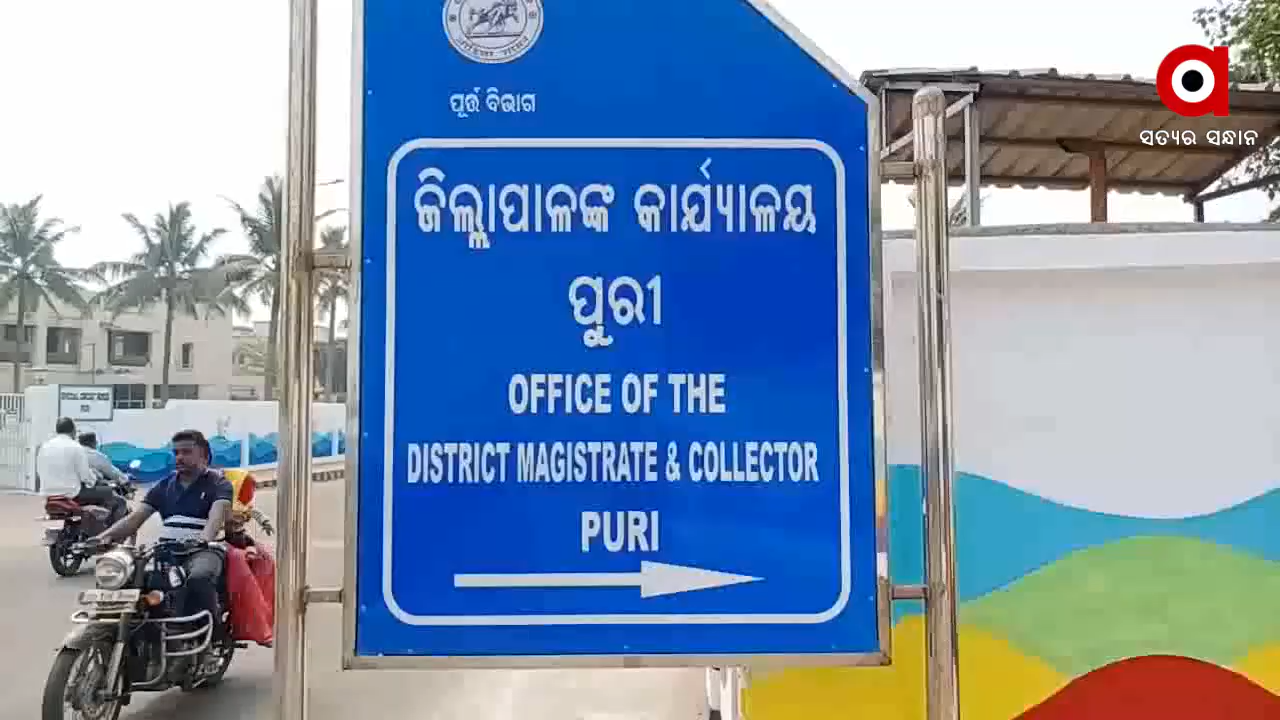 ପୂର୍ତ୍ତ ବିଭାଗ
ଜିଲ୍ଲାପାଳଙ୍କ କାର୍ଯ୍ୟାଳୟ
ପୁରୀ
OFFICE OF THE
DISTRICT MAGISTRATE & COLLECTOR
PURI
a
ସତ୍ୟର ସନ୍ଧାନ